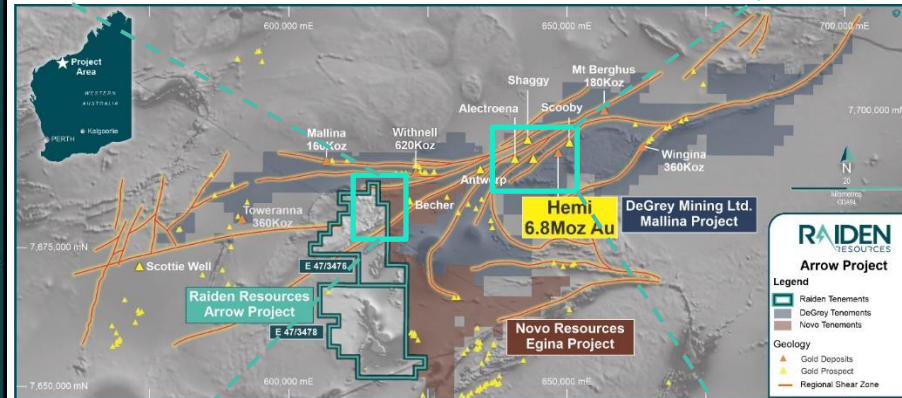 600,000 mE
650,000 mE
700,000 mE
Project
Area
WESTERN
AUSTRALIA
Kalgoorlie
PERTH
Mt Berghus
180Koz
Shaggy
Alectroena
Scooby
7,700,000 mN
Mallina
Withnell
620Koz
Wingina
360Koz
N
20
Antwerp
Becher
Toweranna
360Koz
Hemi
6.8Moz Au
DeGrey Mining Ltd.
Mallina Project
7,675,000 mN
Scottie Well
E 47/3476
RAIDEN
RESOURCES
Arrow Project
Raiden Resources
Arrow Project
E 47/3478
Novo Resources
Egina Project
Legend
Raiden Tenements
DeGrey Tenements
Novo Tenements
Geology
Gold Deposits
Gold Prospect
Regional Shear Zone
7,650,000 mN
600,000 mE
650,000 mE